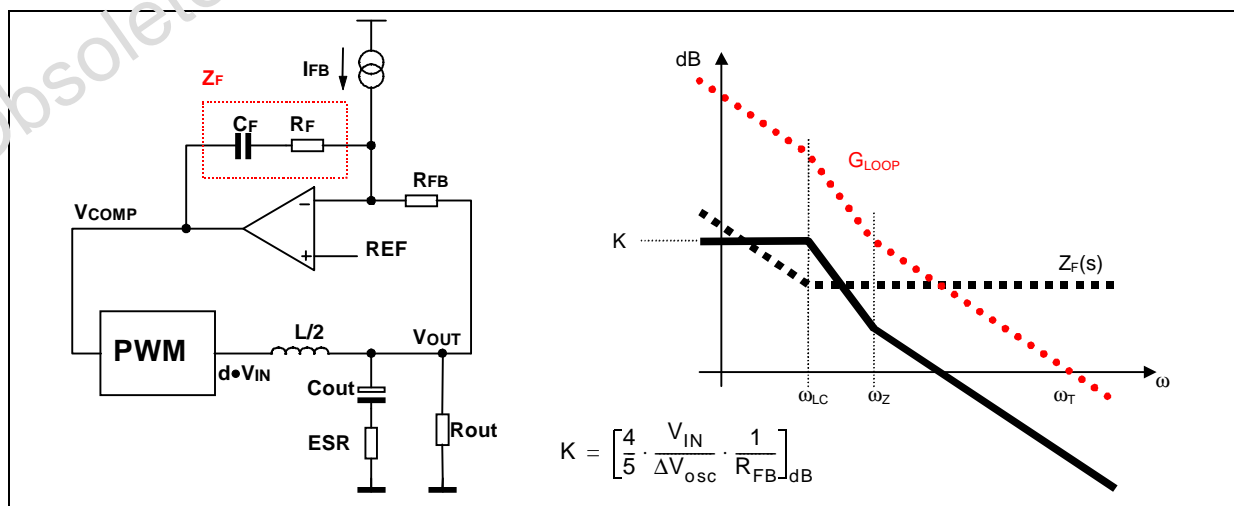 obsolete
ZF
IFB
CF
RF
RFB
VCOMP
REF
PWM
d•VIN
L/2
VOUT
Cout
ESR
Rout
dB
K
GLOOP
ZF(s)
ωLC
ωZ
ωT
ω
K = [4/5 · VIN/ΔVosc · 1/RFB]dB